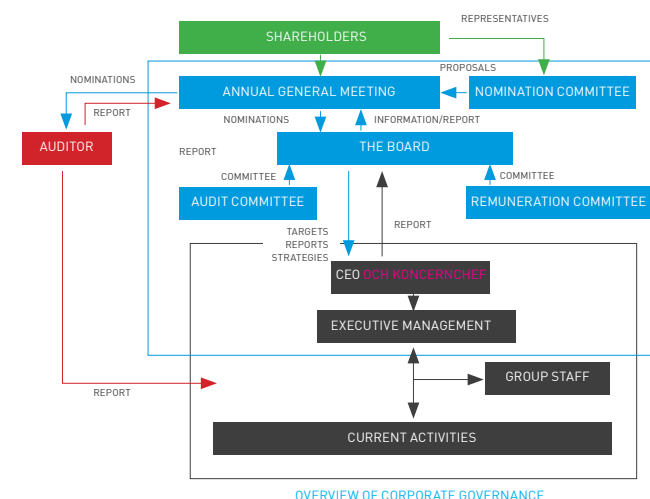 REPRESENTATIVES
SHAREHOLDERS
PROPOSALS
NOMINATIONS
ANNUAL GENERAL MEETING
NOMINATION COMMITTEE
REPORT
NOMINATIONS
INFORMATION/REPORT
AUDITOR
THE BOARD
REPORT
COMMITTEE
COMMITTEE
AUDIT COMMITTEE
REMUNERATION COMMITTEE
REPORT
TARGETS
REPORTS
STRATEGIES
CEO OCH KONCERNCHEF
EXECUTIVE MANAGEMENT
GROUP STAFF
REPORT
CURRENT ACTIVITIES
OVERVIEW OF CORPORATE GOVERNANCE